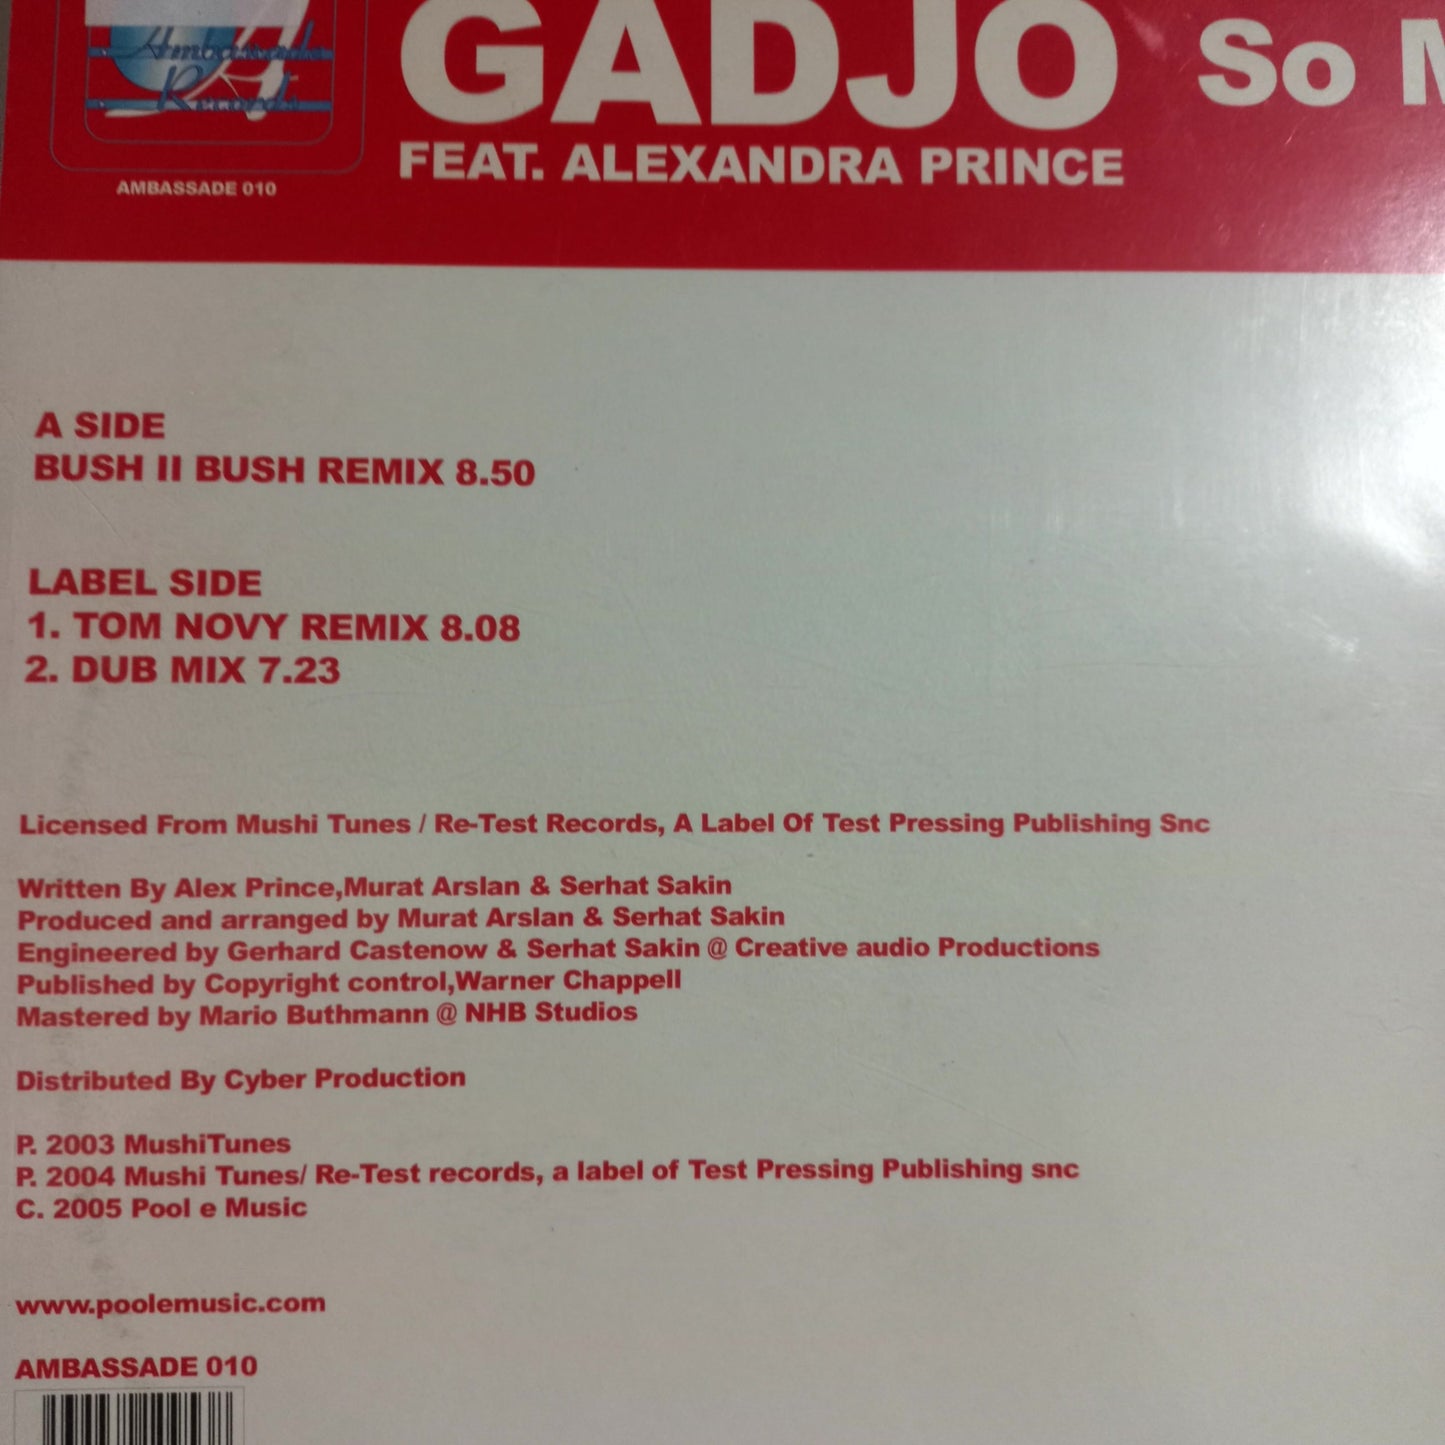 Ambassade
Records
AMBASSADE 010
GADJO So
FEAT. ALEXANDRA PRINCE
A SIDE
BUSH II BUSH REMIX 8.50
LABEL SIDE
1. TOM NOVY REMIX 8.08
2. DUB MIX 7.23
Licensed From Mushi Tunes / Re-Test Records, A Label Of Test Pressing Publishing Snc
Written By Alex Prince,Murat Arslan & Serhat Sakin
Produced and arranged by Murat Arslan & Serhat Sakin
Engineered by Gerhard Castenow & Serhat Sakin @ Creative audio Productions
Published by Copyright control,Warner Chappell
Mastered by Mario Buthmann @ NHB Studios
Distributed By Cyber Production
P. 2003 MushiTunes
P. 2004 Mushi Tunes/ Re-Test records, a label of Test Pressing Publishing snc
C. 2005 Pool e Music
www.poolemusic.com
AMBASSADE 010